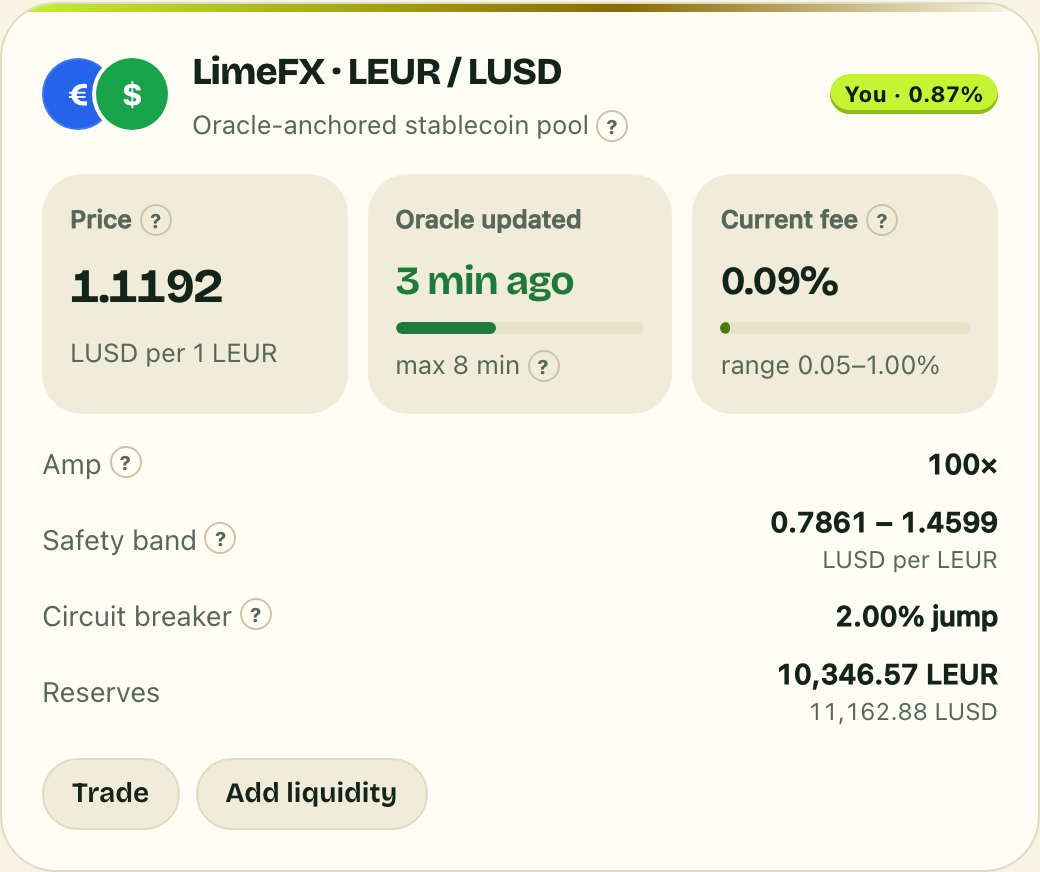 € $
LimeFX · LEUR / LUSD
Oracle-anchored stablecoin pool ?
You · 0.87%
Price ?
1.1192
LUSD per 1 LEUR
Oracle updated
3 min ago
max 8 min ?
Current fee ?
0.09%
range 0.05–1.00%
Amp ?
100×
Safety band ?
0.7861 – 1.4599
LUSD per LEUR
Circuit breaker ?
2.00% jump
Reserves
10,346.57 LEUR
11,162.88 LUSD
Trade
Add liquidity